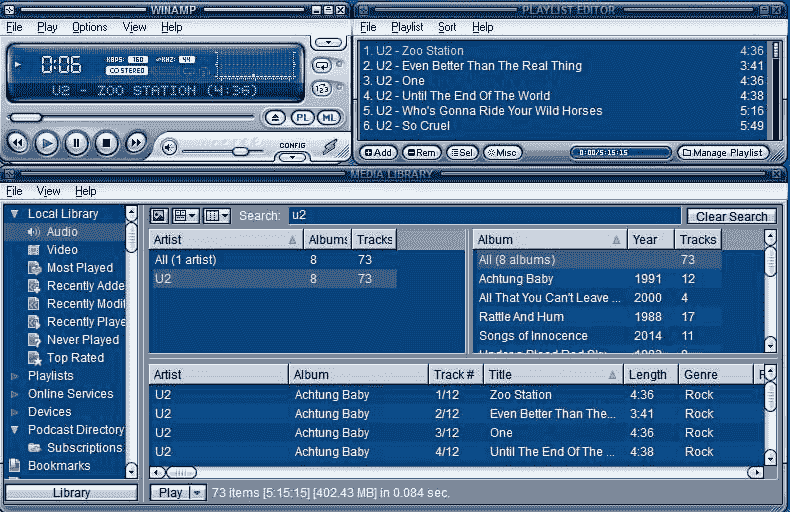 WINAMP
File Play Options View Help
0:06
KBPS: 160 KHZ: 44
STEREO
U2 - ZOO STATION (4:36)
PL ML
123
CONFIG
PLAYLIST EDITOR
File Playlist Sort Help
1. U2 - Zoo Station 4:36
2. U2 - Even Better Than The Real Thing 3:41
3. U2 - One 4:36
4. U2 - Until The End Of The World 4:38
5. U2 - Who's Gonna Ride Your Wild Horses 5:16
6. U2 - So Cruel 5:49
Add Rem Sel Misc 0:00/5:15:15 Manage Playlist
MEDIA LIBRARY
File View Help
Local Library
Audio
Video
Most Played
Recently Adde
Recently Modif
Recently Playe
Never Played
Top Rated
Playlists
Online Services
Devices
Podcast Directory
Subscriptions
Bookmarks
Library
Search: u2 Clear Search
Artist Albums Tracks
All (1 artist) 8 73
U2 8 73
Album Year Tracks
All (8 albums) 73
Achtung Baby 1991 12
All That You Can't Leave ... 2000 4
Rattle And Hum 1988 17
Songs of Innocence 2014 11
Artist Album Track # Title Length Genre
U2 Achtung Baby 1/12 Zoo Station 4:36 Rock
U2 Achtung Baby 2/12 Even Better Than The... 3:41 Rock
U2 Achtung Baby 3/12 One 4:36 Rock
U2 Achtung Baby 4/12 Until The End Of The ... 4:38 Rock
Play 73 items [5:15:15] [402.43 MB] in 0.084 sec.